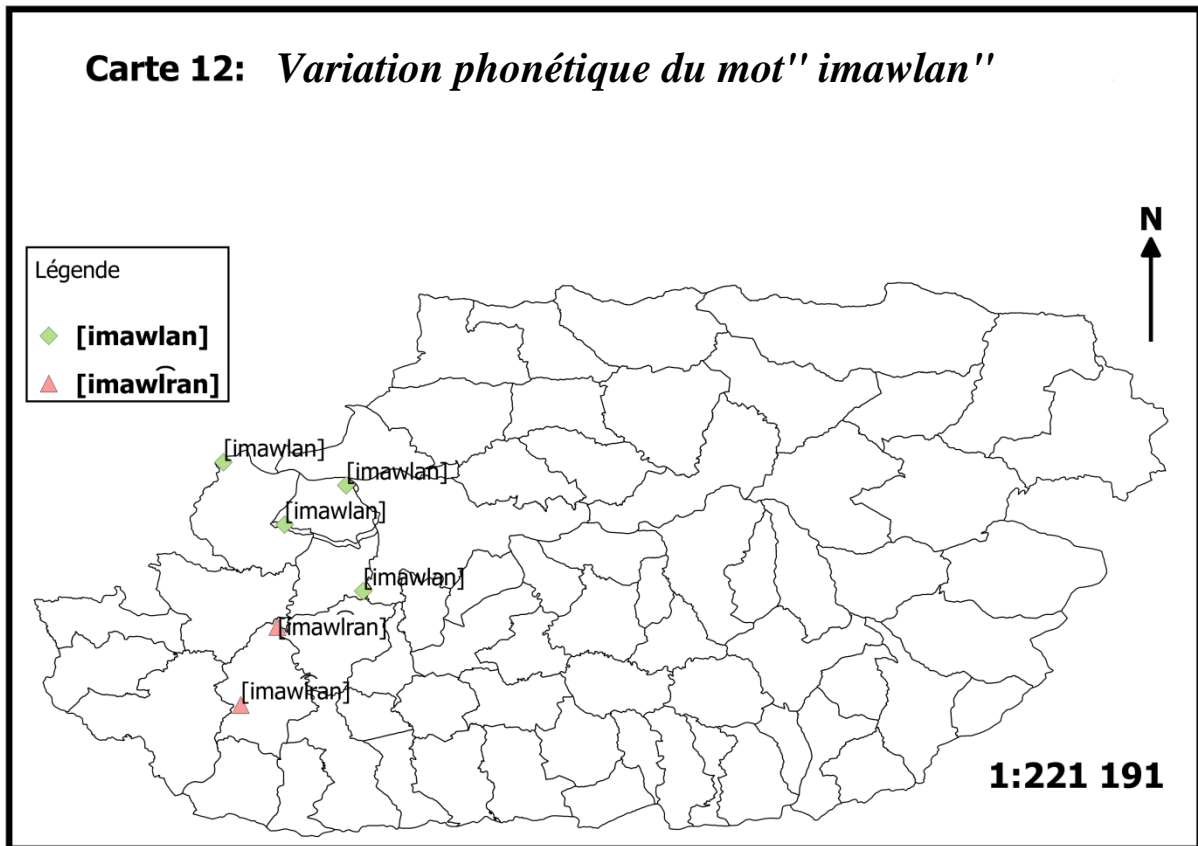 Carte 12: Variation phonétique du mot'' imawlan''
N
Légende
[imawlan]
[imawl͡ran]
[imawlan]
[imawlan]
[imawlan]
[imawlan]
[imawl͡ran]
[imawl͡ran]
1:221 191